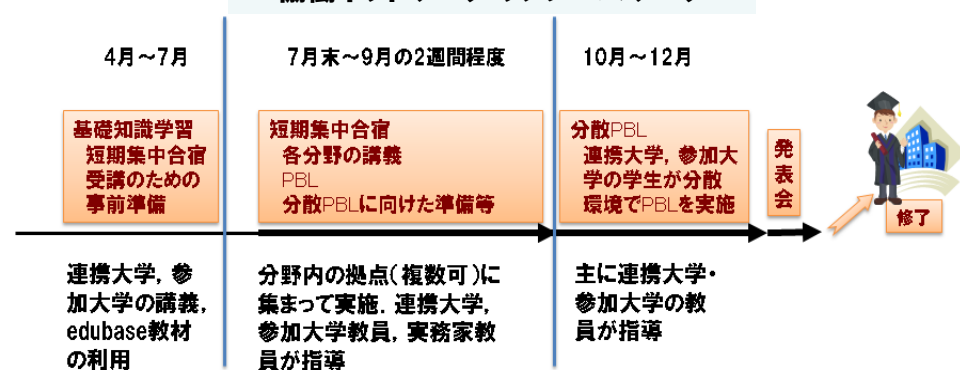 4月～7月
7月末～9月の2週間程度
10月～12月
基礎知識学習
短期集中合宿
受講のための
事前準備
短期集中合宿
各分野の講義
PBL
分散PBLに向けた準備等
分散PBL
連携大学，参加大
学の学生が分散
環境でPBLを実施
発
表
会
修了
連携大学，参
加大学の講義，
edubase教材
の利用
分野内の拠点（複数可）に
集まって実施．連携大学，
参加大学教員，実務家教
員が指導
主に連携大学・
参加大学の教
員が指導